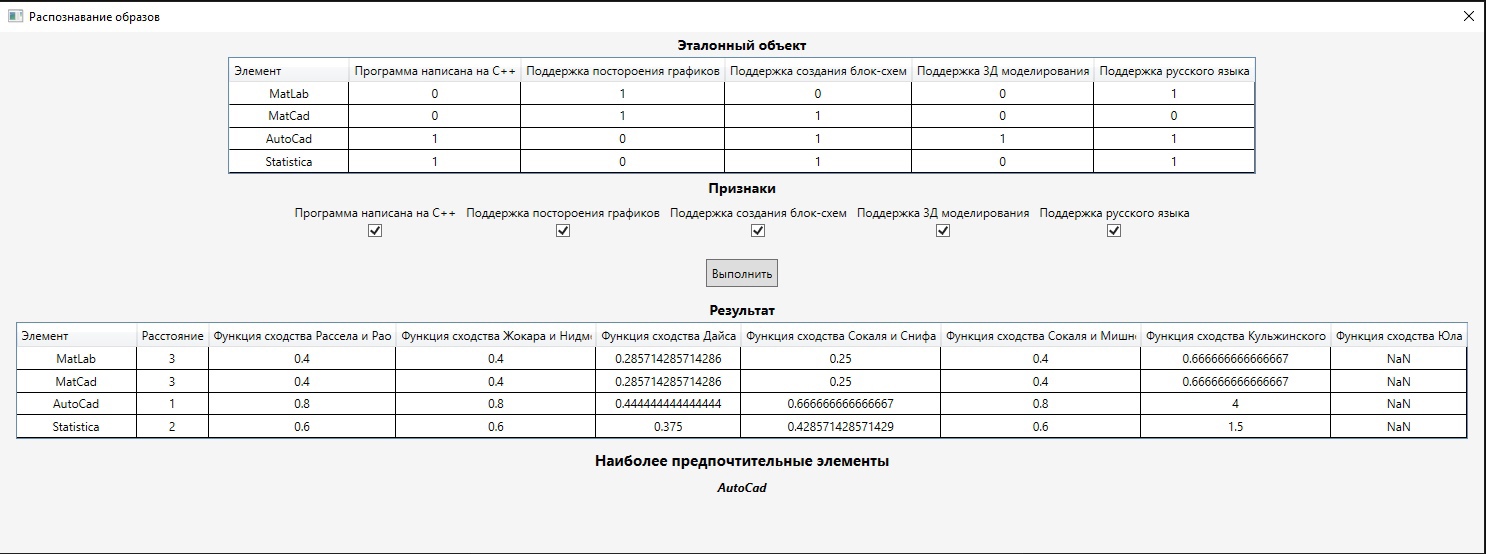 Распознавание образов
Эталонный объект
Элемент Программа написана на C++ Поддержка постороения графиков Поддержка создания блок-схем Поддержка 3Д моделирования Поддержка русского языка
MatLab 0 1 0 0 1
MatCad 0 1 1 0 0
AutoCad 1 0 1 1 1
Statistica 1 0 1 0 1
Признаки
Программа написана на C++ Поддержка постороения графиков Поддержка создания блок-схем Поддержка 3Д моделирования Поддержка русского языка
Выполнить
Результат
Элемент Расстояние Функция сходства Рассела и Рао Функция сходства Жокара и Нидм Функция сходства Дайса Функция сходства Сокаля и Снифа Функция сходства Сокаля и Мишн Функция сходства Кульжинского Функция сходства Юла
MatLab 3 0.4 0.4 0.285714285714286 0.25 0.4 0.666666666666667 NaN
MatCad 3 0.4 0.4 0.285714285714286 0.25 0.4 0.666666666666667 NaN
AutoCad 1 0.8 0.8 0.444444444444444 0.666666666666667 0.8 4 NaN
Statistica 2 0.6 0.6 0.375 0.428571428571429 0.6 1.5 NaN
Наиболее предпочтительные элементы
AutoCad